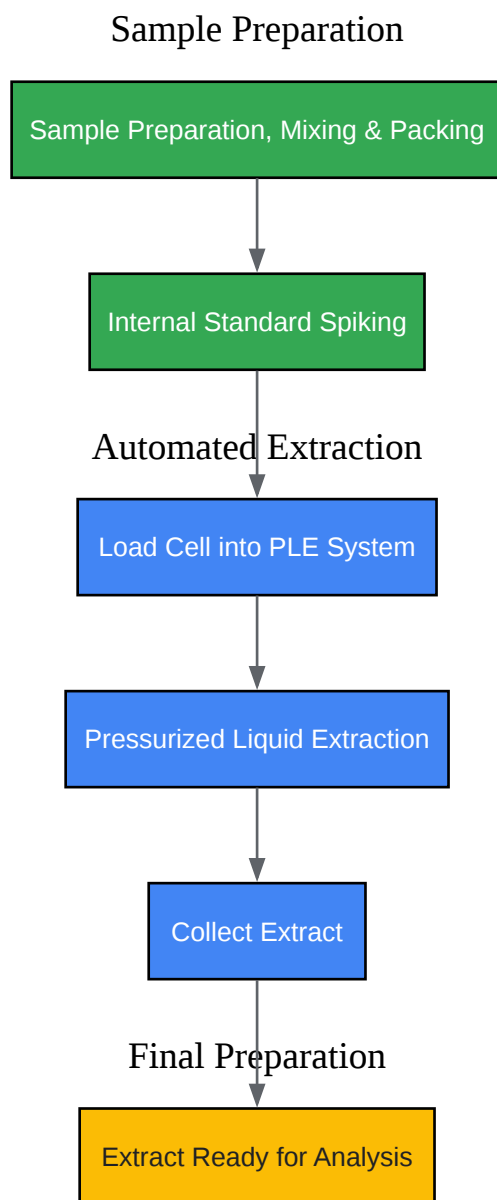 Sample Preparation
Sample Preparation, Mixing & Packing
Internal Standard Spiking
Automated Extraction
Load Cell into PLE System
Pressurized Liquid Extraction
Collect Extract
Final Preparation
Extract Ready for Analysis